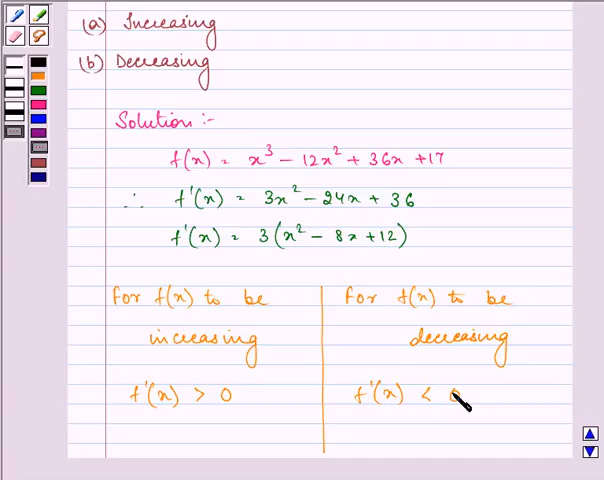 (a) Increasing
(b) Decreasing
Solution :-
f(x) = x³ - 12x² + 36x + 17
∴ f'(x) = 3x² - 24x + 36
f'(x) = 3(x² - 8x + 12)
For f(x) to be
increasing
f'(x) > 0
For f(x) to be
decreasing
f'(x) < 0